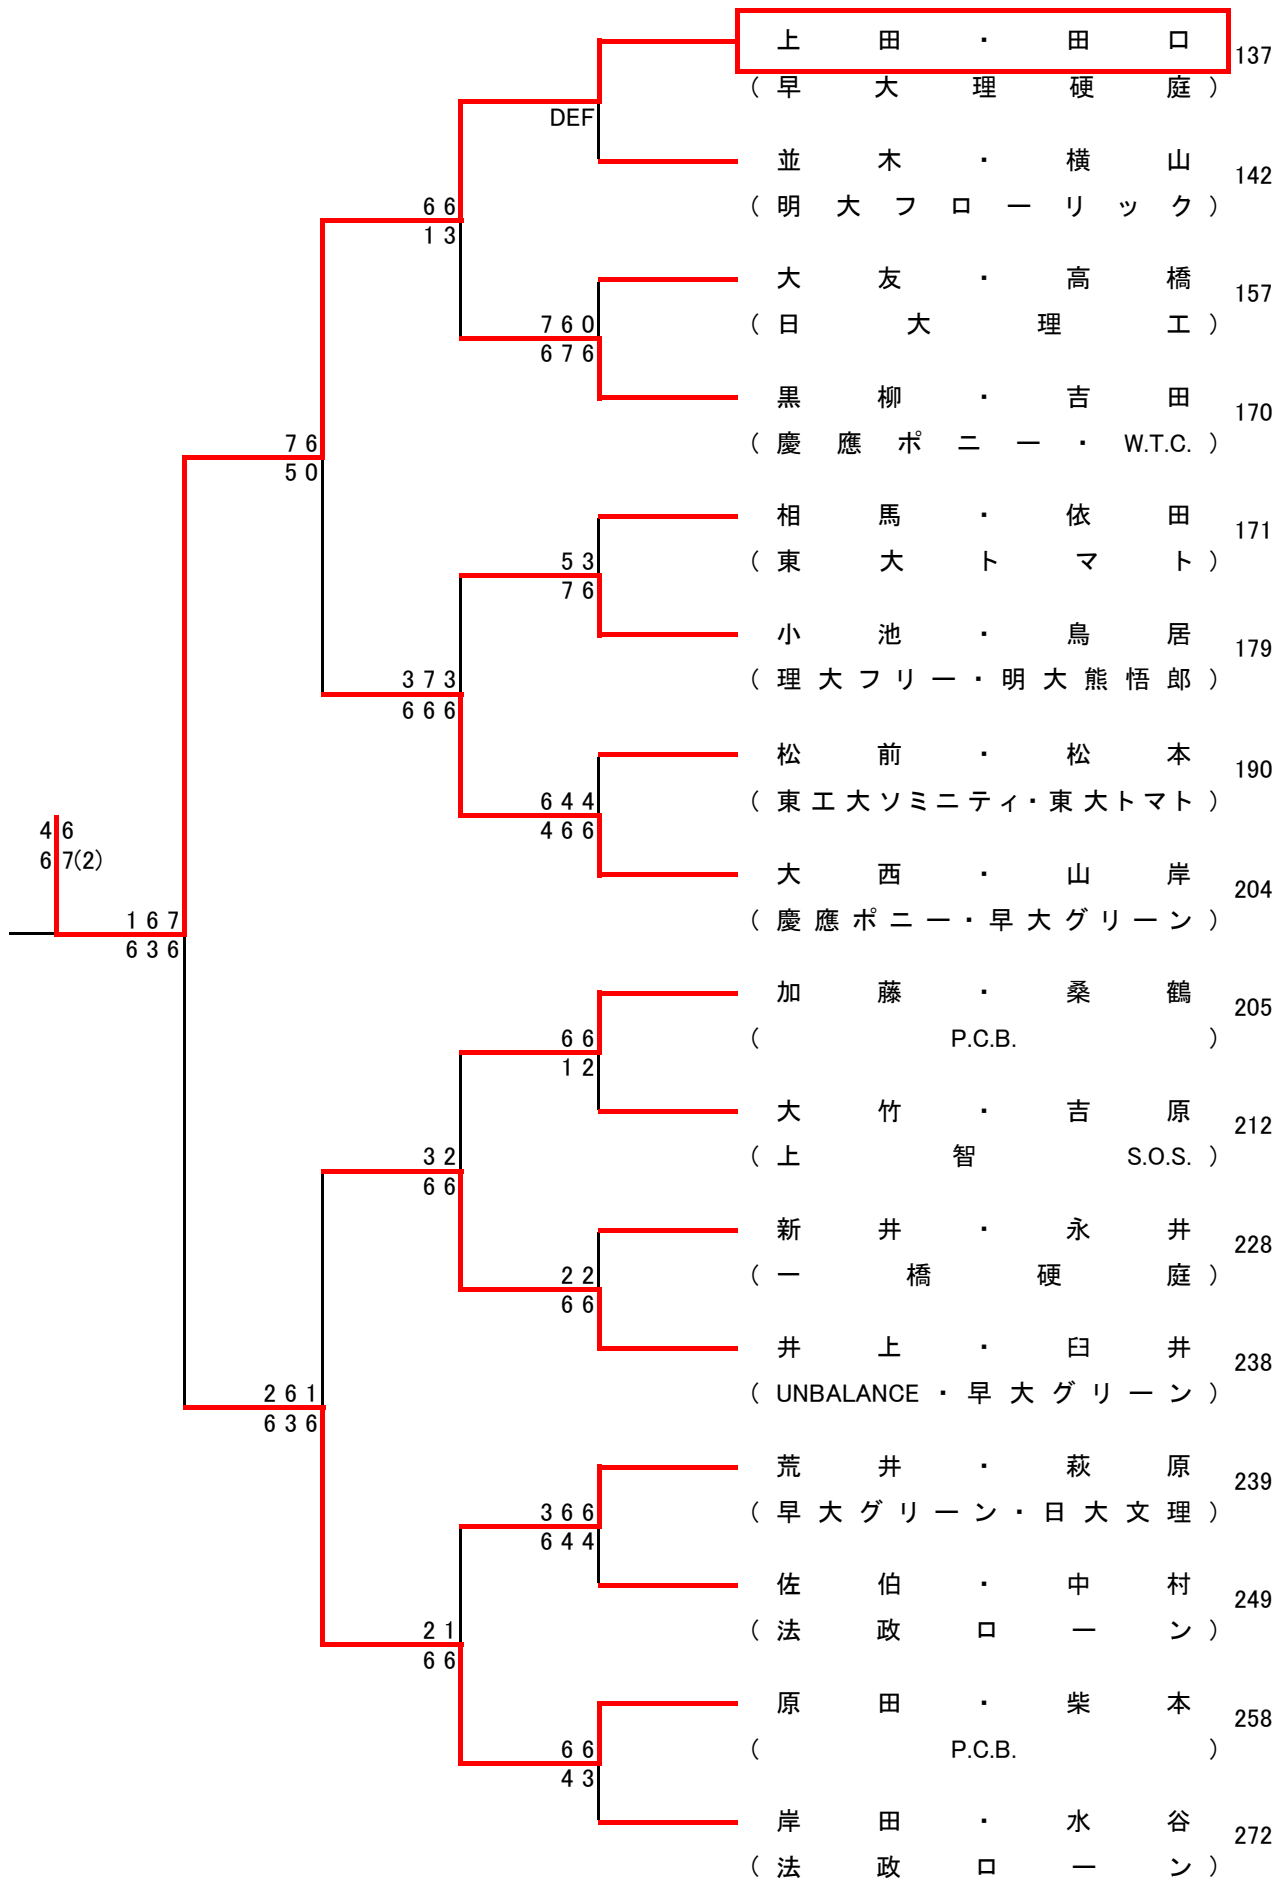 上田・田口 137
(早大理硬庭)
DEF
並木・横山 142
(明大フローリック)
6 6
1 3
大友・高橋 157
(日大理工)
7 6 0
6 7 6
黒柳・吉田 170
(慶應ポニー・W.T.C.)
7 6
5 0
相馬・依田 171
(東大トマト)
5 3
7 6
小池・鳥居 179
(理大フリー・明大熊悟郎)
3 7 3
6 6 6
松前・松本 190
(東工大ソミニティ・東大トマト)
6 4 4
4 6 6
4 6
6 7(2)
大西・山岸 204
(慶應ポニー・早大グリーン)
1 6 7
6 3 6
加藤・桑鶴 205
(P.C.B.)
6 6
1 2
大竹・吉原 212
(上智S.O.S.)
3 2
6 6
新井・永井 228
(一橋硬庭)
2 2
6 6
井上・臼井 238
(UNBALANCE・早大グリーン)
2 6 1
6 3 6
荒井・萩原 239
(早大グリーン・日大文理)
3 6 6
6 4 4
佐伯・中村 249
(法政ローン)
2 1
6 6
原田・柴本 258
(P.C.B.)
6 6
4 3
岸田・水谷 272
(法政ローン)